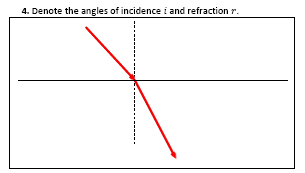 4. Denote the angles of incidence i and refraction r.